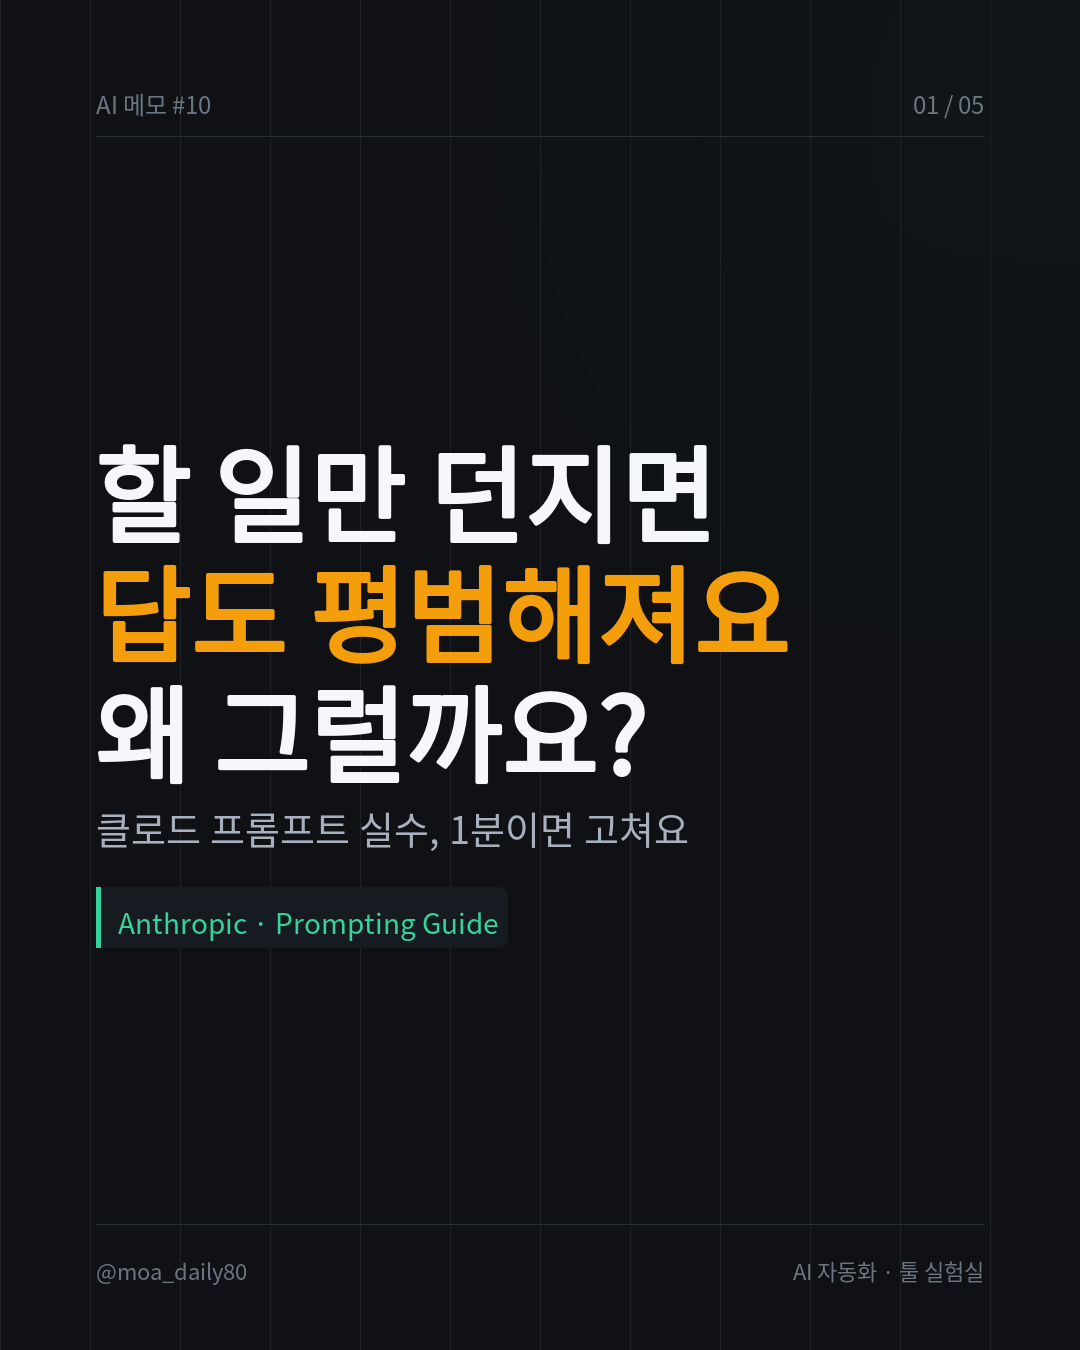 AI 메모 #10
01 / 05
할 일만 던지면
답도 평범해져요
왜 그럴까요?
클로드 프롬프트 실수, 1분이면 고쳐요
Anthropic · Prompting Guide
@moa_daily80
AI 자동화 · 툴 실험실